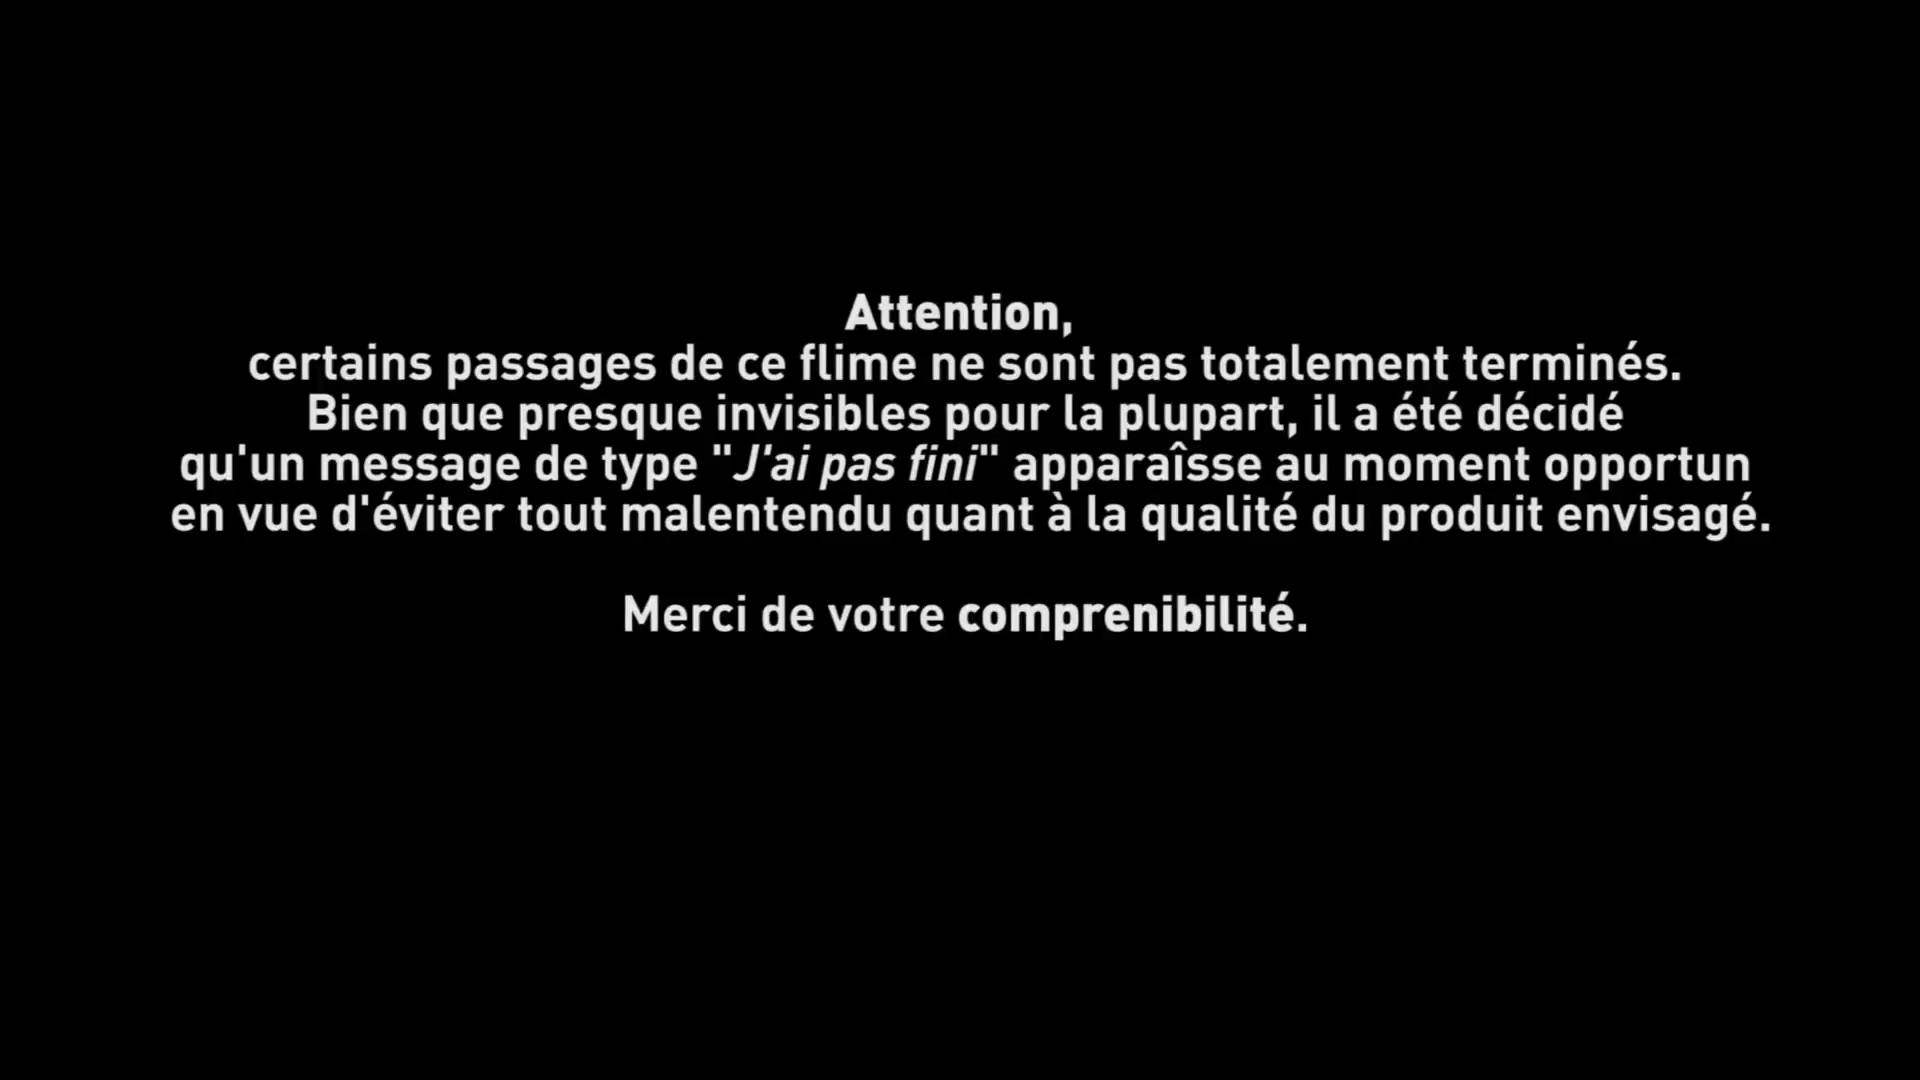 Attention,
certains passages de ce flime ne sont pas totalement terminés.
Bien que presque invisibles pour la plupart, il a été décidé
qu'un message de type "J'ai pas fini" apparaîsse au moment opportun
en vue d'éviter tout malentendu quant à la qualité du produit envisagé.
Merci de votre comprenibilité.